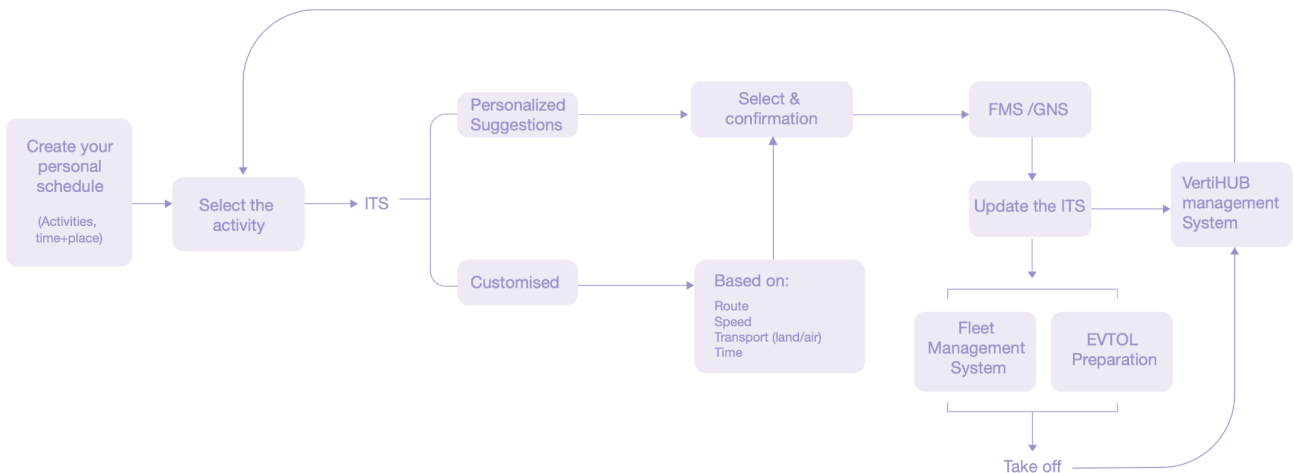 Create your
personal
schedule
(Activities,
time+place)
Select the
activity
ITS
Personalized
Suggestions
Customised
Select &
confirmation
Based on:
Route
Speed
Transport (land/air)
Time
FMS /GNS
Update the ITS
VertiHUB
management
System
Fleet
Management
System
EVTOL
Preparation
Take off